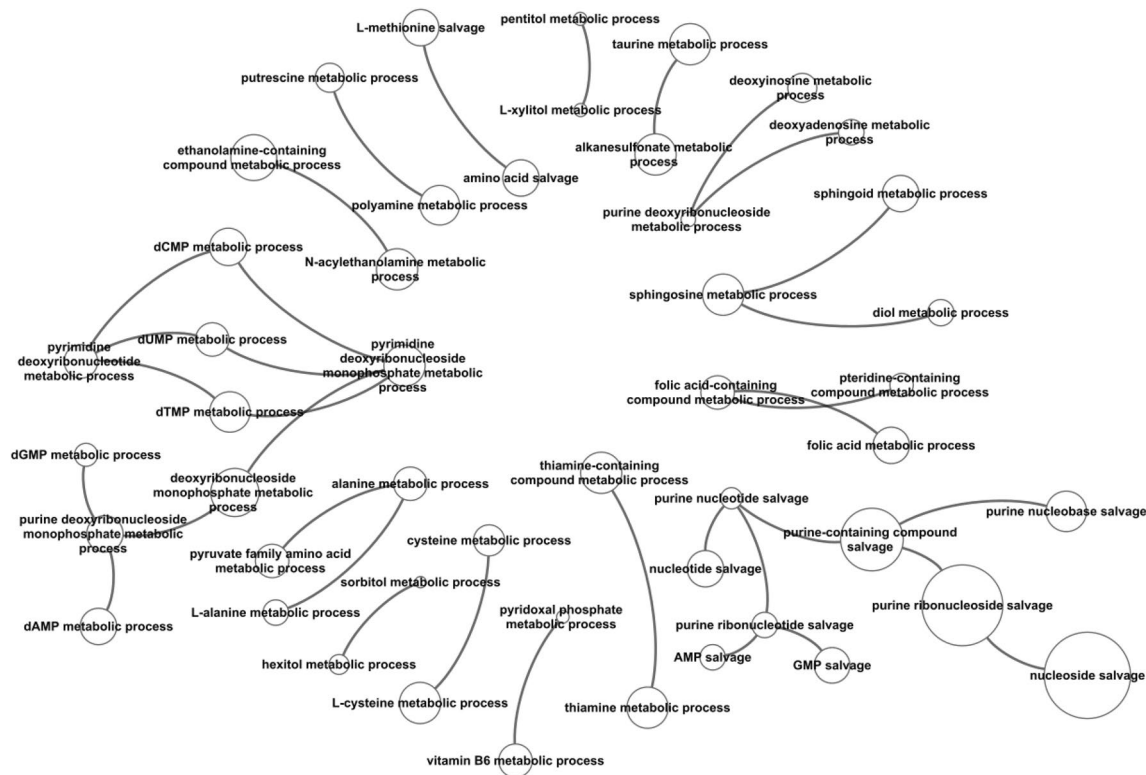 L-methionine salvage
pentitol metabolic process
taurine metabolic process
putrescine metabolic process
deoxyinosine metabolic
process
L-xylitol metabolic process
deoxyadenosine metabolic
process
ethanolamine-containing
compound metabolic process
alkanesulfonate metabolic
process
amino acid salvage
polyamine metabolic process
sphingoid metabolic process
purine deoxyribonucleoside
metabolic process
dCMP metabolic process
N-acylethanolamine metabolic
process
sphingosine metabolic process
diol metabolic process
dUMP metabolic process
pyrimidine
deoxyribonucleotide
metabolic process
pyrimidine
deoxyribonucleoside
monophosphate metabolic
process
folic acid-containing
compound metabolic process
pteridine-containing
compound metabolic process
dTMP metabolic process
folic acid metabolic process
dGMP metabolic process
deoxyribonucleoside
monophosphate metabolic
process
alanine metabolic process
thiamine-containing
compound metabolic process
purine nucleotide salvage
purine nucleobase salvage
purine deoxyribonucleoside
monophosphate metabolic
process
purine-containing compound
salvage
cysteine metabolic process
pyruvate family amino acid
metabolic process
nucleotide salvage
sorbitol metabolic process
purine ribonucleoside salvage
L-alanine metabolic process
pyridoxal phosphate
metabolic process
dAMP metabolic process
purine ribonucleotide salvage
hexitol metabolic process
AMP salvage
GMP salvage
nucleoside salvage
L-cysteine metabolic process
thiamine metabolic process
vitamin B6 metabolic process